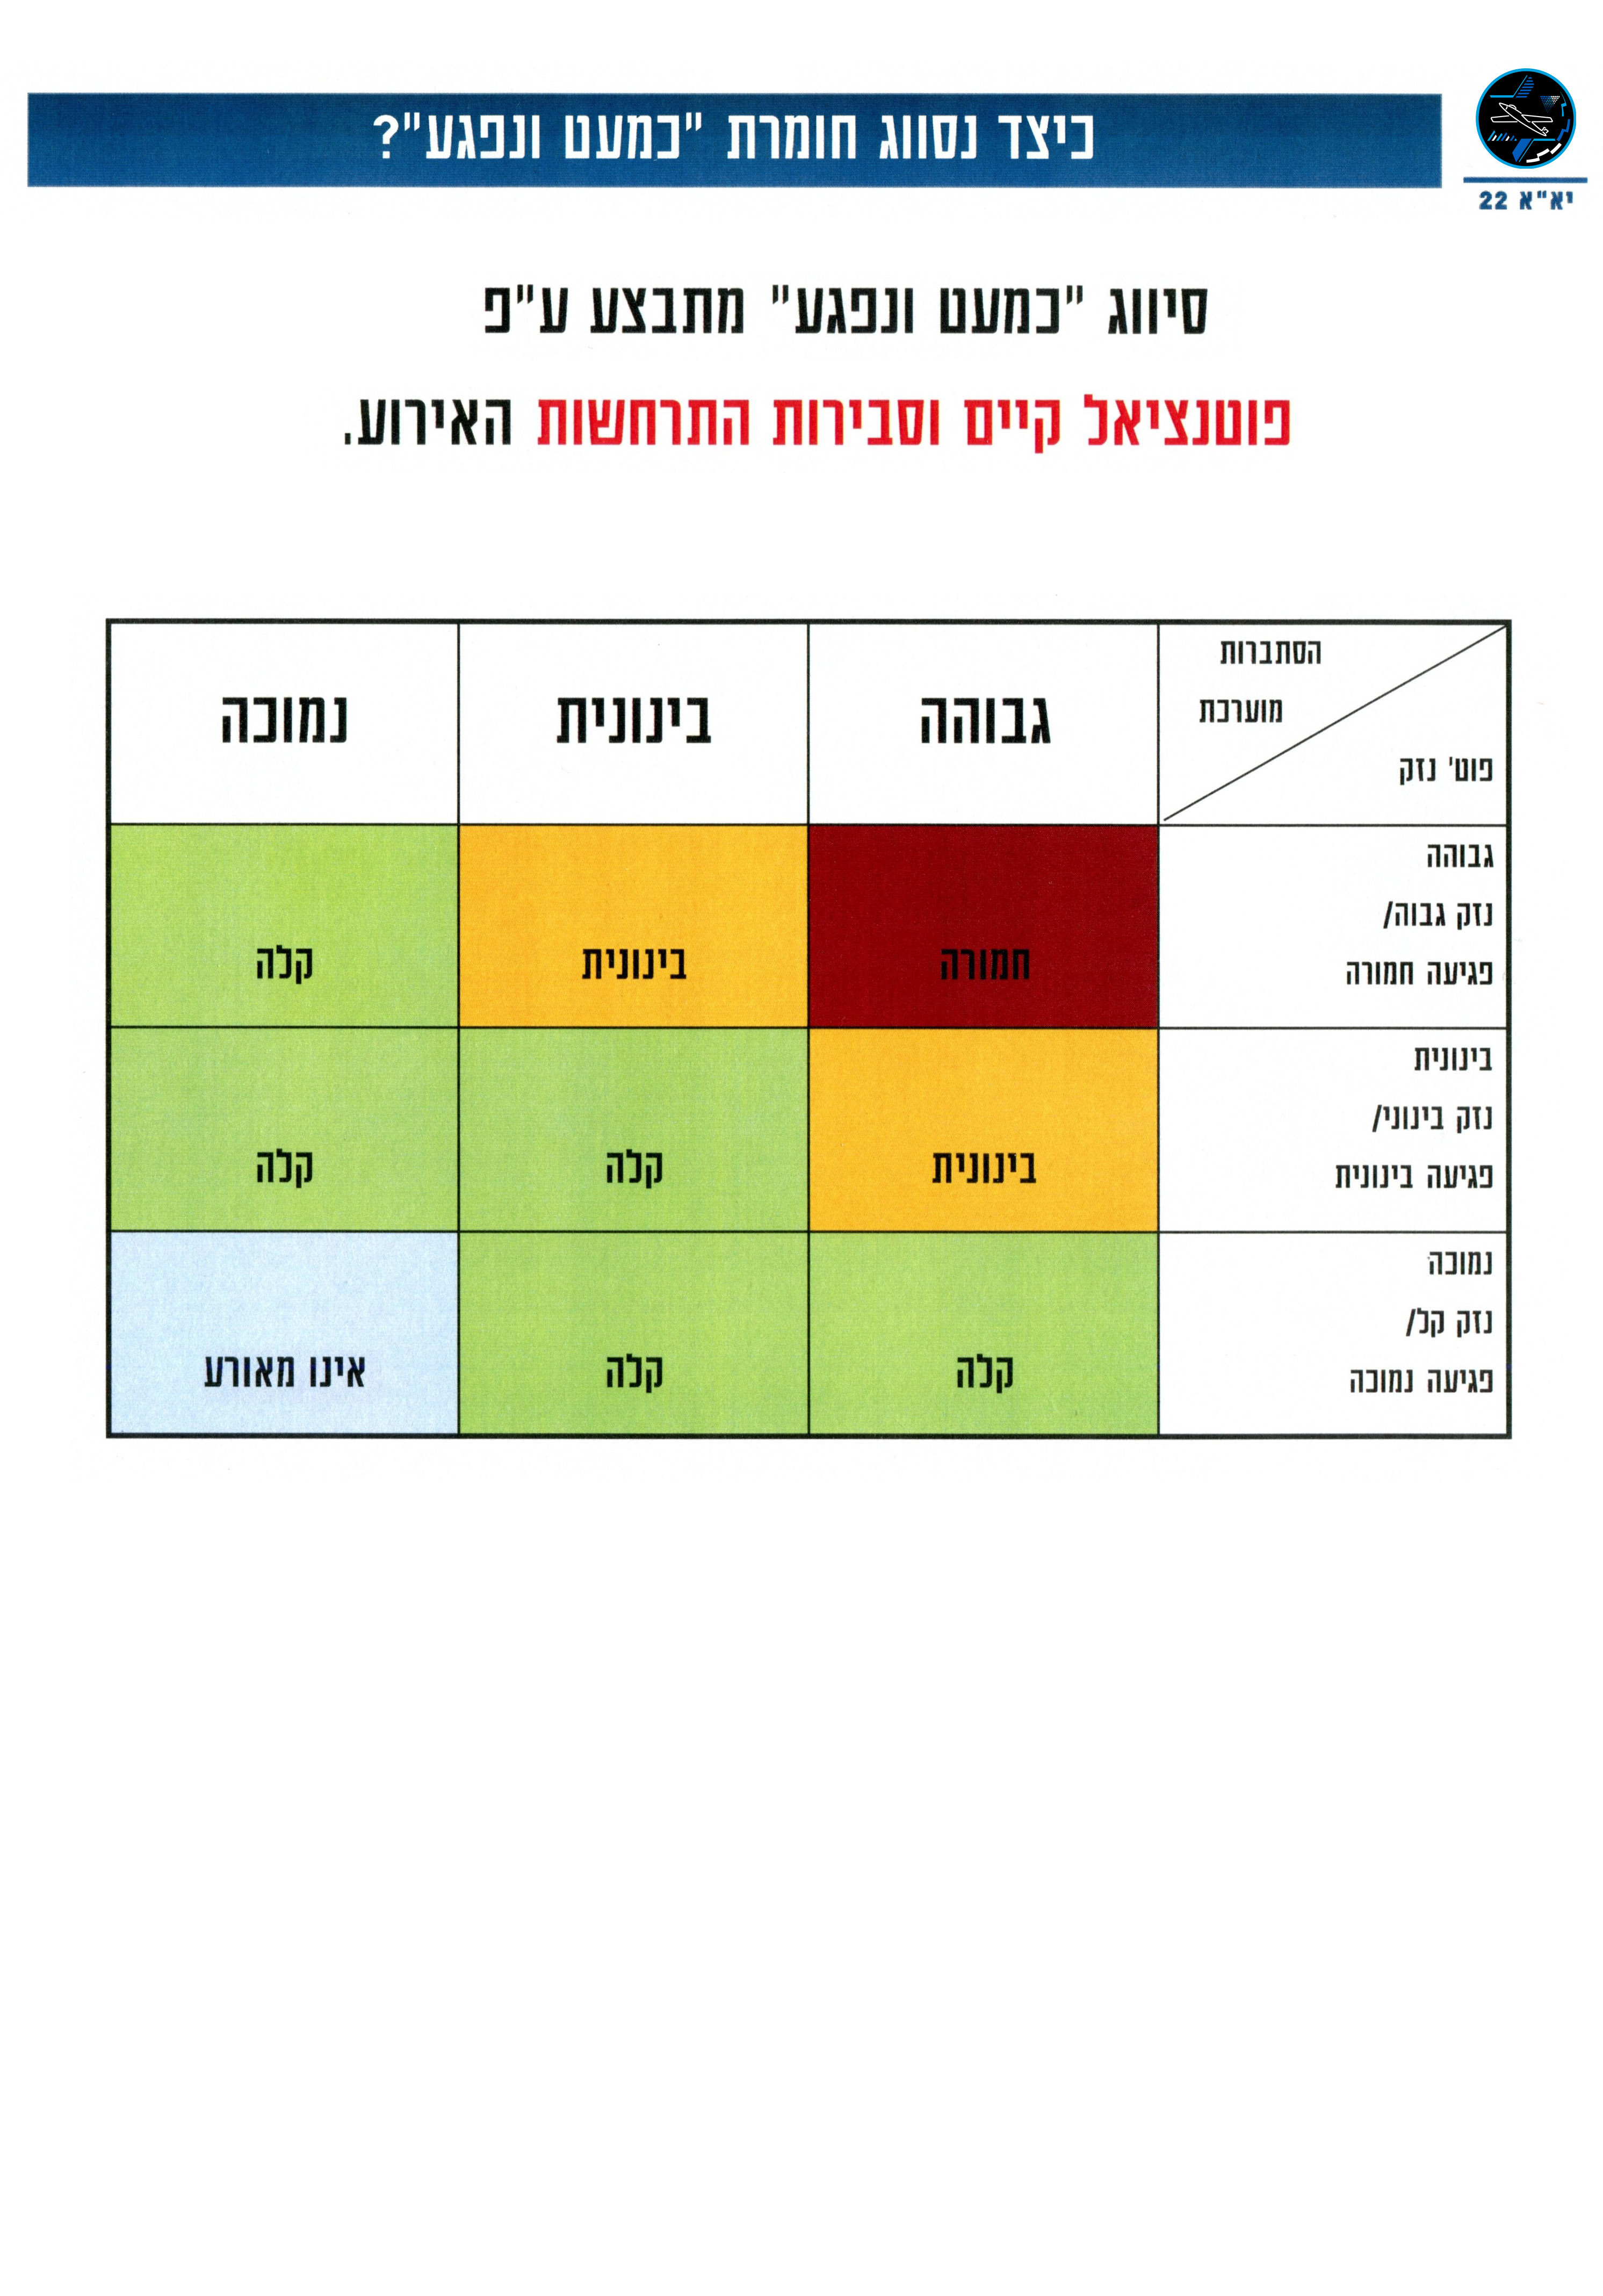 כיצד נסווג חומרת "כמעט ונפגע"?
יא"א 22
סיווג "כמעט ונפגע" מתבצע ע"פ
פוטנציאל קיים וסבירות התרחשות האירוע.
הסתברות
מוערכת
פוט' נזק
גבוהה
בינונית
נמוכה
גבוהה
נזק גבוה/
פגיעה חמורה
חמורה
בינונית
קלה
בינונית
נזק בינוני/
פגיעה בינונית
בינונית
קלה
קלה
נמוכה
נזק קל/
פגיעה נמוכה
קלה
קלה
אינו מאורע